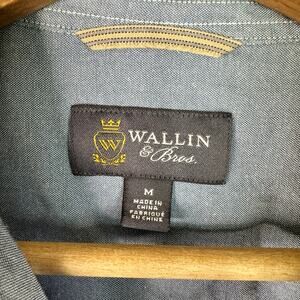 W
WALLIN
& Bros.
M
MADE IN
CHINA
FABRIQUÉ
EN CHINE